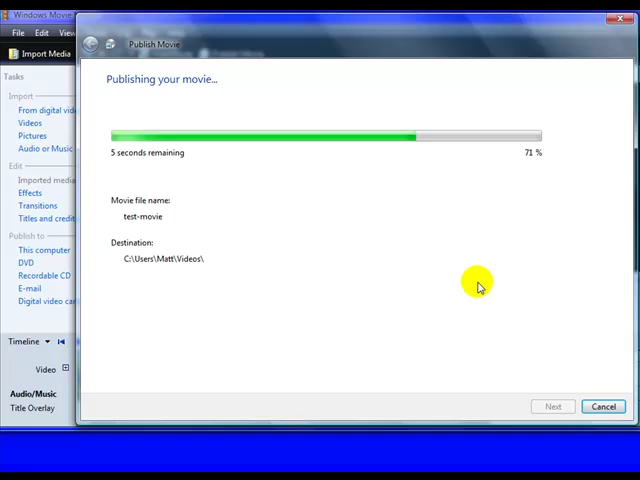 Windows Movie
File Edit View
Publish Movie
Import Media
Publishing your movie...
Tasks
Import
From digital vide
Videos
Pictures
Audio or Music
Edit
Imported media
Effects
Transitions
Titles and credit
Publish to
This computer
DVD
Recordable CD
E-mail
Digital video car
5 seconds remaining 71 %
Movie file name:
test-movie
Destination:
C:\Users\Matt\Videos\
Timeline
Video
Audio/Music
Title Overlay
Next Cancel